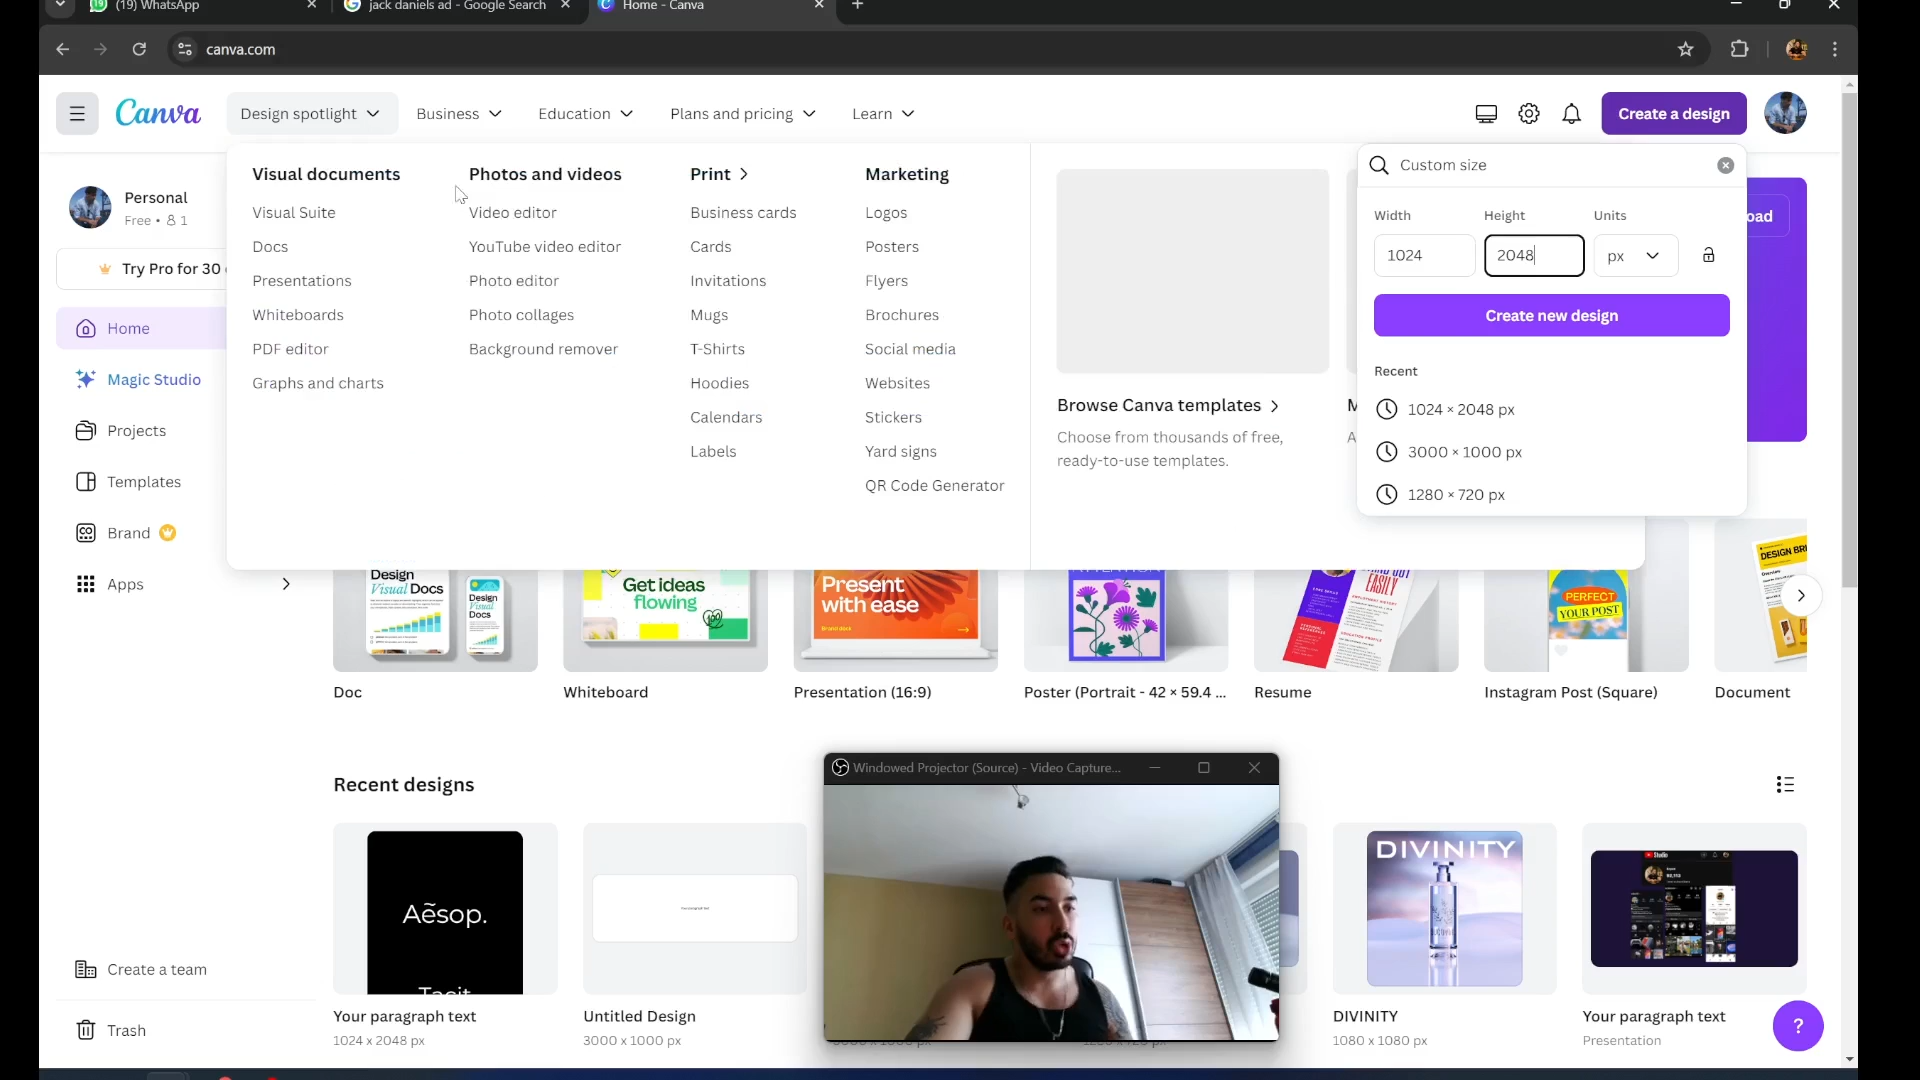 (19) WhatsApp
jack daniels ad - Google Search
Home - Canva
canva.com
Canva
Design spotlight
Business
Education
Plans and pricing
Learn
Create a design
Personal
Free • 1
Try Pro for 30
Home
Magic Studio
Projects
Templates
Brand
Apps
Create a team
Trash
Visual documents
Visual Suite
Docs
Presentations
Whiteboards
PDF editor
Graphs and charts
Photos and videos
Video editor
YouTube video editor
Photo editor
Photo collages
Background remover
Print
Business cards
Cards
Invitations
Mugs
T-Shirts
Hoodies
Calendars
Labels
Marketing
Logos
Posters
Flyers
Brochures
Social media
Websites
Stickers
Yard signs
QR Code Generator
Browse Canva templates
Choose from thousands of free,
ready-to-use templates.
Custom size
Width
Height
Units
1024
2048
px
Create new design
Recent
1024 × 2048 px
3000 × 1000 px
1280 × 720 px
Design
Visual Docs
Design
Visual
Docs
Get ideas
flowing
Present
with ease
EASILY
PERFECT
YOUR POST
Doc
Whiteboard
Presentation (16:9)
Poster (Portrait - 42 × 59.4 ...
Resume
Instagram Post (Square)
Document
Recent designs
Windowed Projector (Source) - Video Capture...
Aēsop.
DIVINITY
Your paragraph text
1024 x 2048 px
Untitled Design
3000 x 1000 px
DIVINITY
1080 x 1080 px
Your paragraph text
Presentation
?